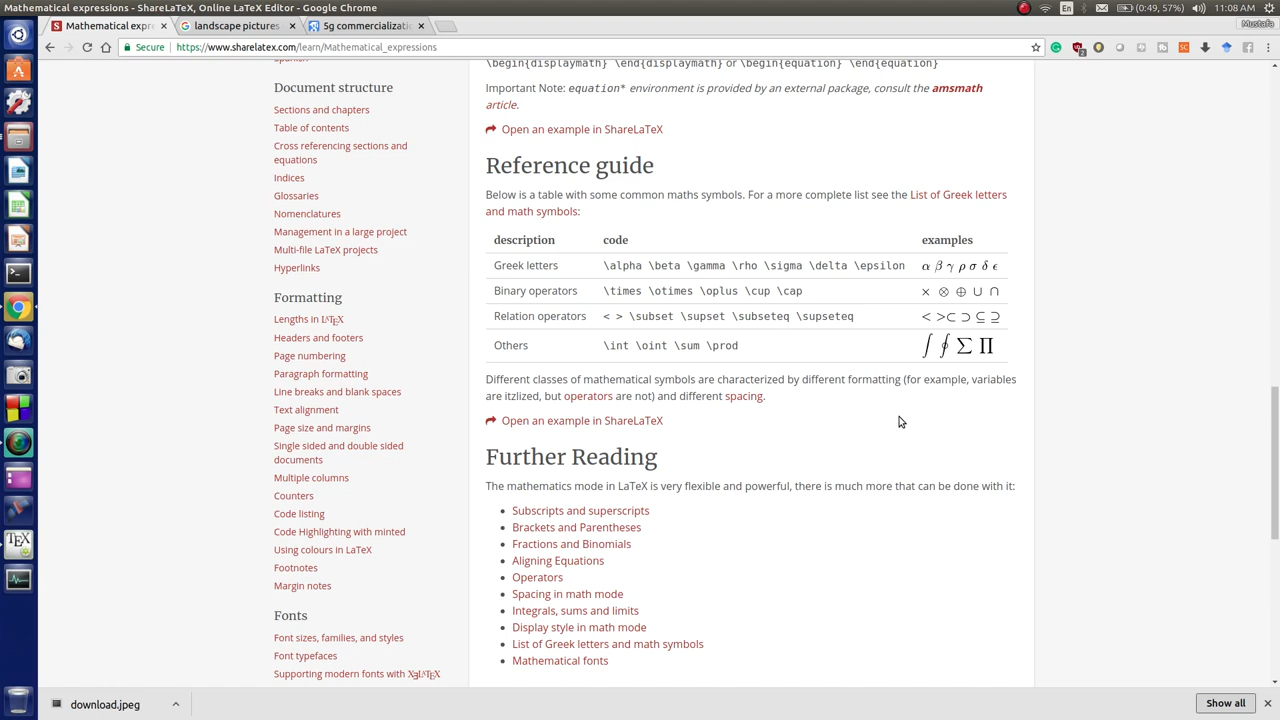 Mathematical expressions - ShareLaTeX, Online LaTeX Editor - Google Chrome
En
(0:49, 57%)
11:08 AM
Mathematical expre
landscape pictures
5g commercializati
Mustafa
Secure
https://www.sharelatex.com/learn/Mathematical_expressions
Document structure
Sections and chapters
Table of contents
Cross referencing sections and
equations
Indices
Glossaries
Nomenclatures
Management in a large project
Multi-file LaTeX projects
Hyperlinks
Formatting
Lengths in LATEX
Headers and footers
Page numbering
Paragraph formatting
Line breaks and blank spaces
Text alignment
Page size and margins
Single sided and double sided
documents
Multiple columns
Counters
Code listing
Code Highlighting with minted
Using colours in LaTeX
Footnotes
Margin notes
Fonts
Font sizes, families, and styles
Font typefaces
Supporting modern fonts with XƎLATEX
\begin{displaymath} \end{displaymath} or \begin{equation} \end{equation}
Important Note: equation* environment is provided by an external package, consult the amsmath
article.
Open an example in ShareLaTeX
Reference guide
Below is a table with some common maths symbols. For a more complete list see the List of Greek letters
and math symbols:
description code examples
Greek letters \alpha \beta \gamma \rho \sigma \delta \epsilon α β γ ρ σ δ ϵ
Binary operators \times \otimes \oplus \cup \cap × ⊗ ⊕ ∪ ∩
Relation operators < > \subset \supset \subseteq \supseteq < >⊂ ⊃ ⊆ ⊇
Others \int \oint \sum \prod ∫ ∮ ∑ ∏
Different classes of mathematical symbols are characterized by different formatting (for example, variables
are itzlized, but operators are not) and different spacing.
Open an example in ShareLaTeX
Further Reading
The mathematics mode in LaTeX is very flexible and powerful, there is much more that can be done with it:
Subscripts and superscripts
Brackets and Parentheses
Fractions and Binomials
Aligning Equations
Operators
Spacing in math mode
Integrals, sums and limits
Display style in math mode
List of Greek letters and math symbols
Mathematical fonts
download.jpeg
Show all